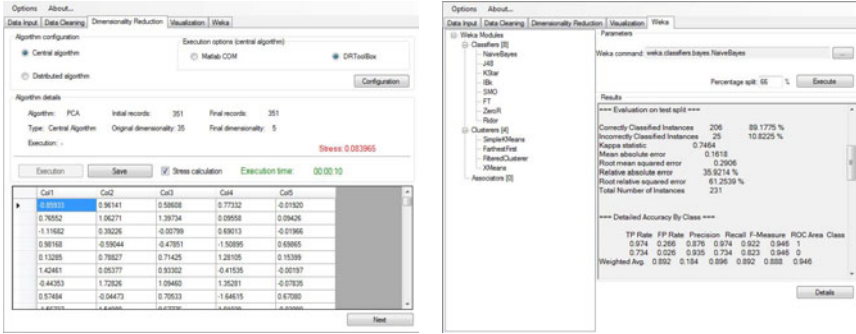 Options About...
Data Input Data Cleaning Dimensionality Reduction Visualization Weka
Algorithm configuration
Central algorithm
Distributed algorithm
Execution options (central algorithm)
Matlab COM DRToolBox
Configuration
Algorithm details
Algorithm: PCA Initial records: 351 Final records: 351
Type: Central Algorithm Original dimensionality: 35 Final dimensionality: 5
Execution: -
Stress: 0.083965
Execution Save Stress calculation Execution time: 00:00:10
Col1 Col2 Col3 Col4 Col5
-0.85933 0.96141 0.58608 0.77332 -0.01920
0.76552 1.06271 1.39734 0.09558 0.09426
-1.11682 0.39226 -0.00799 0.69013 -0.01966
0.98168 -0.59044 -0.47851 -1.50895 0.69865
0.13285 0.78827 0.71425 1.28105 0.15399
1.42461 0.05377 0.93302 -0.41535 -0.00197
-0.44353 1.72826 1.09460 1.35281 -0.07835
0.57484 -0.04473 0.70533 -1.64615 0.67080
Next
Options About...
Data Input Data Cleaning Dimensionality Reduction Visualization Weka
Weka Modules
Classifiers [8]
NaiveBayes
J48
KStar
IBk
SMO
FT
ZeroR
Ridor
Clusterers [4]
SimpleKMeans
FarthestFirst
FilteredClusterer
XMeans
Associators [0]
Parameters
Weka command: weka.classifiers.bayes.NaiveBayes ...
Percentage split: 66 % Execute
Results
=== Evaluation on test split ===
Correctly Classified Instances 206 89.1775 %
Incorrectly Classified Instances 25 10.8225 %
Kappa statistic 0.7464
Mean absolute error 0.1618
Root mean squared error 0.2906
Relative absolute error 35.9214 %
Root relative squared error 61.2539 %
Total Number of Instances 231
=== Detailed Accuracy By Class ===
TP Rate FP Rate Precision Recall F-Measure ROC Area Class
0.974 0.266 0.876 0.974 0.922 0.946 1
0.734 0.026 0.935 0.734 0.823 0.946 0
Weighted Avg. 0.892 0.184 0.896 0.892 0.888 0.946
Details